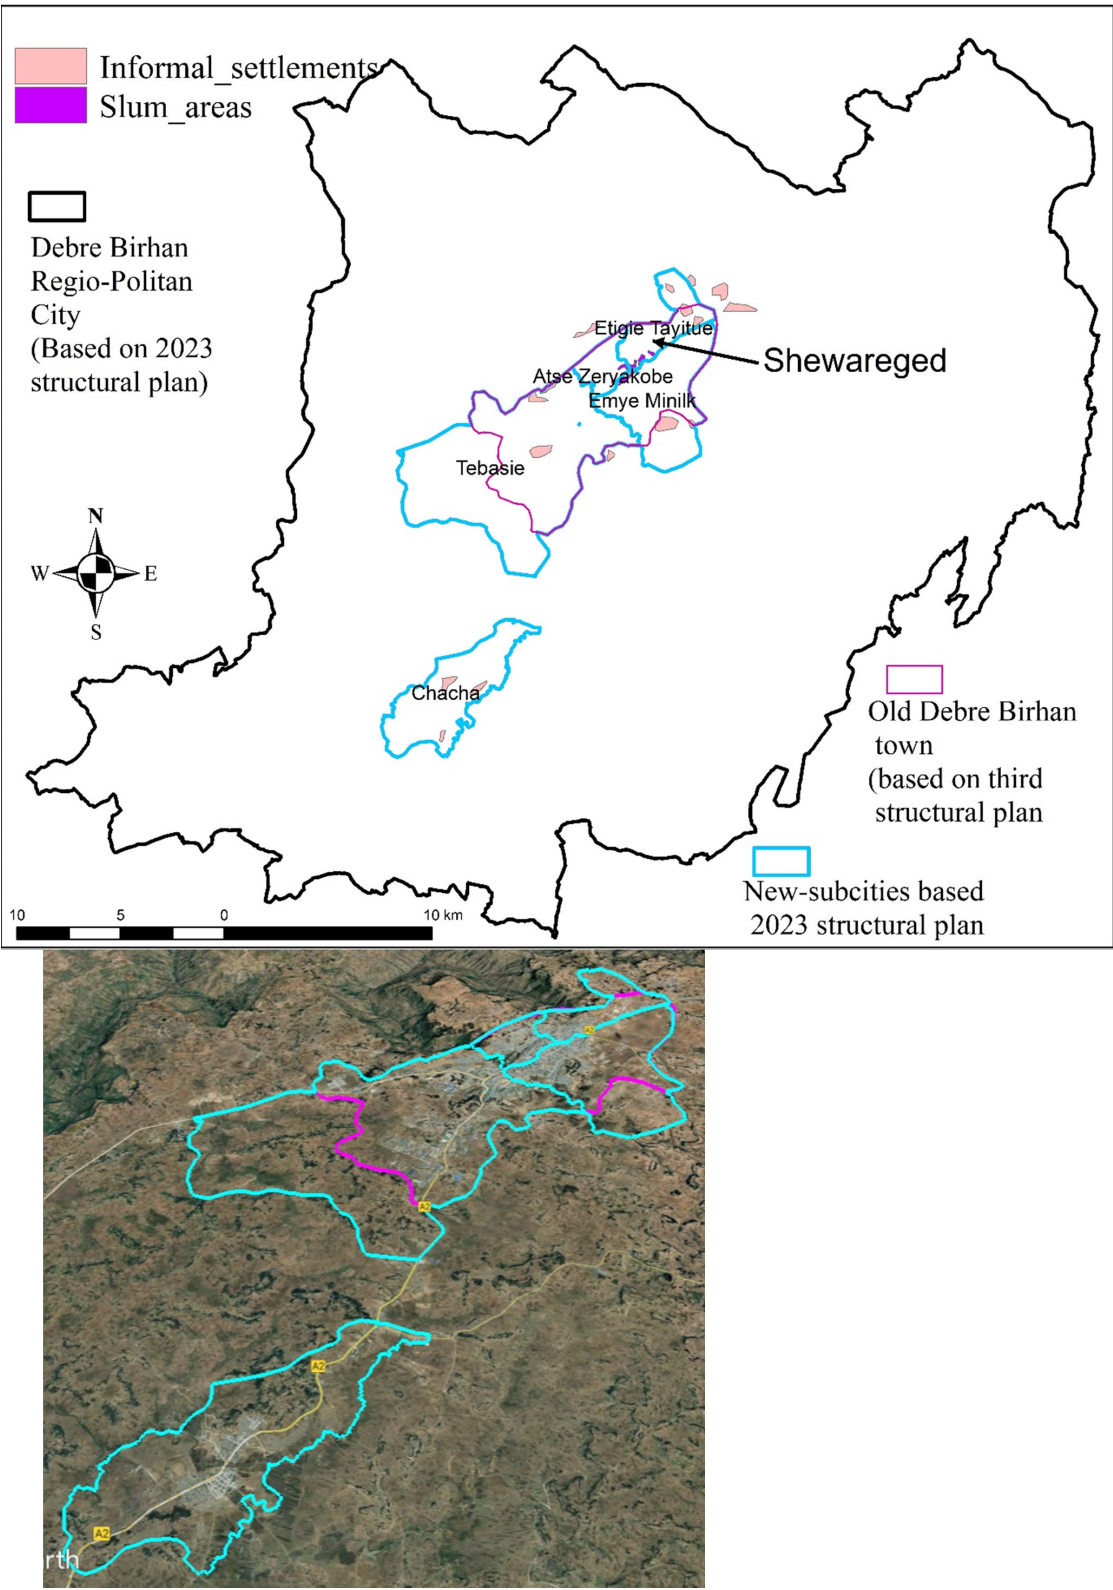 Informal_settlements
Slum_areas
Debre Birhan
Regio-Politan
City
(Based on 2023
structural plan)
Etigie Tayitue
Shewareged
Atse Zeryakobe
Emye Minilk
Tebasie
N
W
E
S
Chacha
Old Debre Birhan
town
(based on third
structural plan
New-subcities based
2023 structural plan
10 5 0 10 km
A2
A2
A2
A2
rth